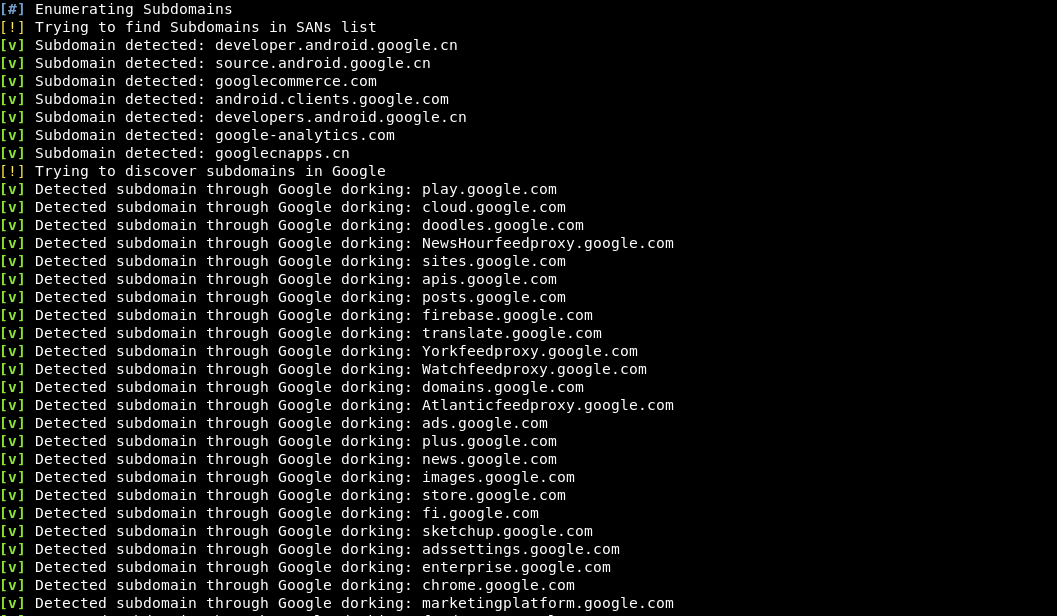 [#] Enumerating Subdomains
[!] Trying to find Subdomains in SANs list
[v] Subdomain detected: developer.android.google.cn
[v] Subdomain detected: source.android.google.cn
[v] Subdomain detected: googlecommerce.com
[v] Subdomain detected: android.clients.google.com
[v] Subdomain detected: developers.android.google.cn
[v] Subdomain detected: google-analytics.com
[v] Subdomain detected: googlecnapps.cn
[!] Trying to discover subdomains in Google
[v] Detected subdomain through Google dorking: play.google.com
[v] Detected subdomain through Google dorking: cloud.google.com
[v] Detected subdomain through Google dorking: doodles.google.com
[v] Detected subdomain through Google dorking: NewsHourfeedproxy.google.com
[v] Detected subdomain through Google dorking: sites.google.com
[v] Detected subdomain through Google dorking: apis.google.com
[v] Detected subdomain through Google dorking: posts.google.com
[v] Detected subdomain through Google dorking: firebase.google.com
[v] Detected subdomain through Google dorking: translate.google.com
[v] Detected subdomain through Google dorking: Yorkfeedproxy.google.com
[v] Detected subdomain through Google dorking: Watchfeedproxy.google.com
[v] Detected subdomain through Google dorking: domains.google.com
[v] Detected subdomain through Google dorking: Atlanticfeedproxy.google.com
[v] Detected subdomain through Google dorking: ads.google.com
[v] Detected subdomain through Google dorking: plus.google.com
[v] Detected subdomain through Google dorking: news.google.com
[v] Detected subdomain through Google dorking: images.google.com
[v] Detected subdomain through Google dorking: store.google.com
[v] Detected subdomain through Google dorking: fi.google.com
[v] Detected subdomain through Google dorking: sketchup.google.com
[v] Detected subdomain through Google dorking: adssettings.google.com
[v] Detected subdomain through Google dorking: enterprise.google.com
[v] Detected subdomain through Google dorking: chrome.google.com
[v] Detected subdomain through Google dorking: marketingplatform.google.com